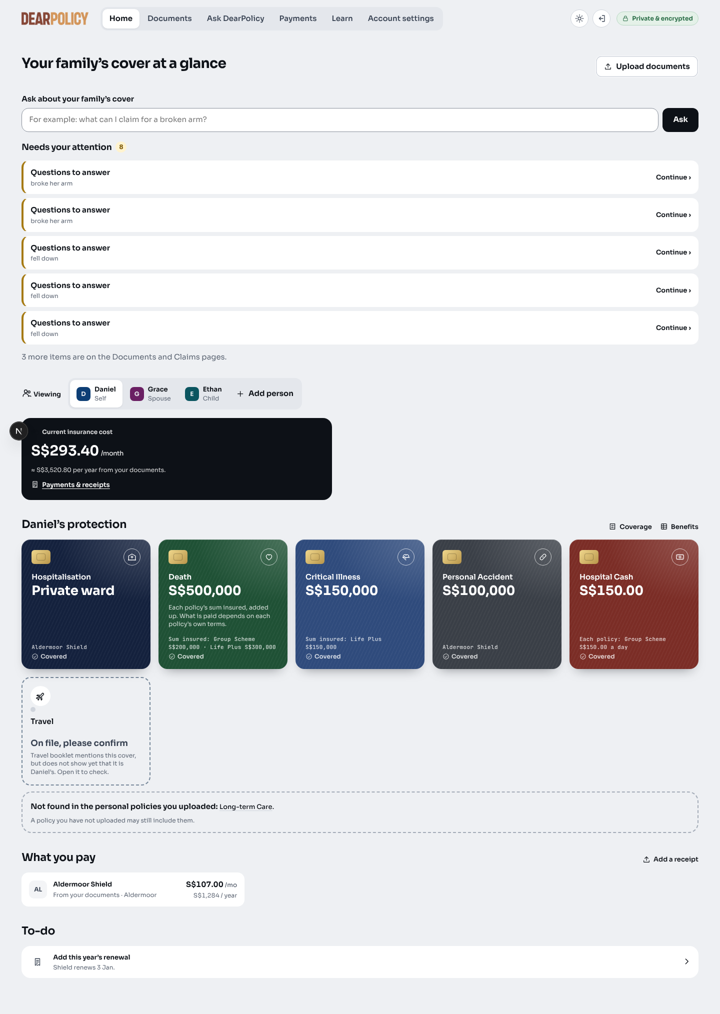 DEARPOLICY
Home
Documents
Ask DearPolicy
Payments
Learn
Account settings
Private & encrypted
Your family’s cover at a glance
Upload documents
Ask about your family’s cover
For example: what can I claim for a broken arm?
Ask
Needs your attention
8
Questions to answer
broke her arm
Continue ›
Questions to answer
broke her arm
Continue ›
Questions to answer
fell down
Continue ›
Questions to answer
fell down
Continue ›
Questions to answer
fell down
Continue ›
3 more items are on the Documents and Claims pages.
Viewing
D
Daniel
Self
G
Grace
Spouse
E
Ethan
Child
+ Add person
N
Current insurance cost
S$293.40 /month
≈ S$3,520.80 per year from your documents.
Payments & receipts
Daniel’s protection
Coverage
Benefits
Hospitalisation
Private ward
Aldermoor Shield
Covered
Death
S$500,000
Each policy’s sum insured, added
up. What is paid depends on each
policy’s own terms.
Sum insured: Group Scheme
S$200,000 · Life Plus S$300,000
Covered
Critical Illness
S$150,000
Sum insured: Life Plus
S$150,000
Covered
Personal Accident
S$100,000
Aldermoor Shield
Covered
Hospital Cash
S$150.00
Each policy: Group Scheme
S$150.00 a day
Covered
Travel
On file, please confirm
Travel booklet mentions this cover,
but does not show yet that it is
Daniel’s. Open it to check.
Not found in the personal policies you uploaded: Long-term Care.
A policy you have not uploaded may still include them.
What you pay
Add a receipt
AL
Aldermoor Shield
From your documents · Aldermoor
S$107.00 /mo
S$1,284 / year
To-do
Add this year’s renewal
Shield renews 3 Jan.